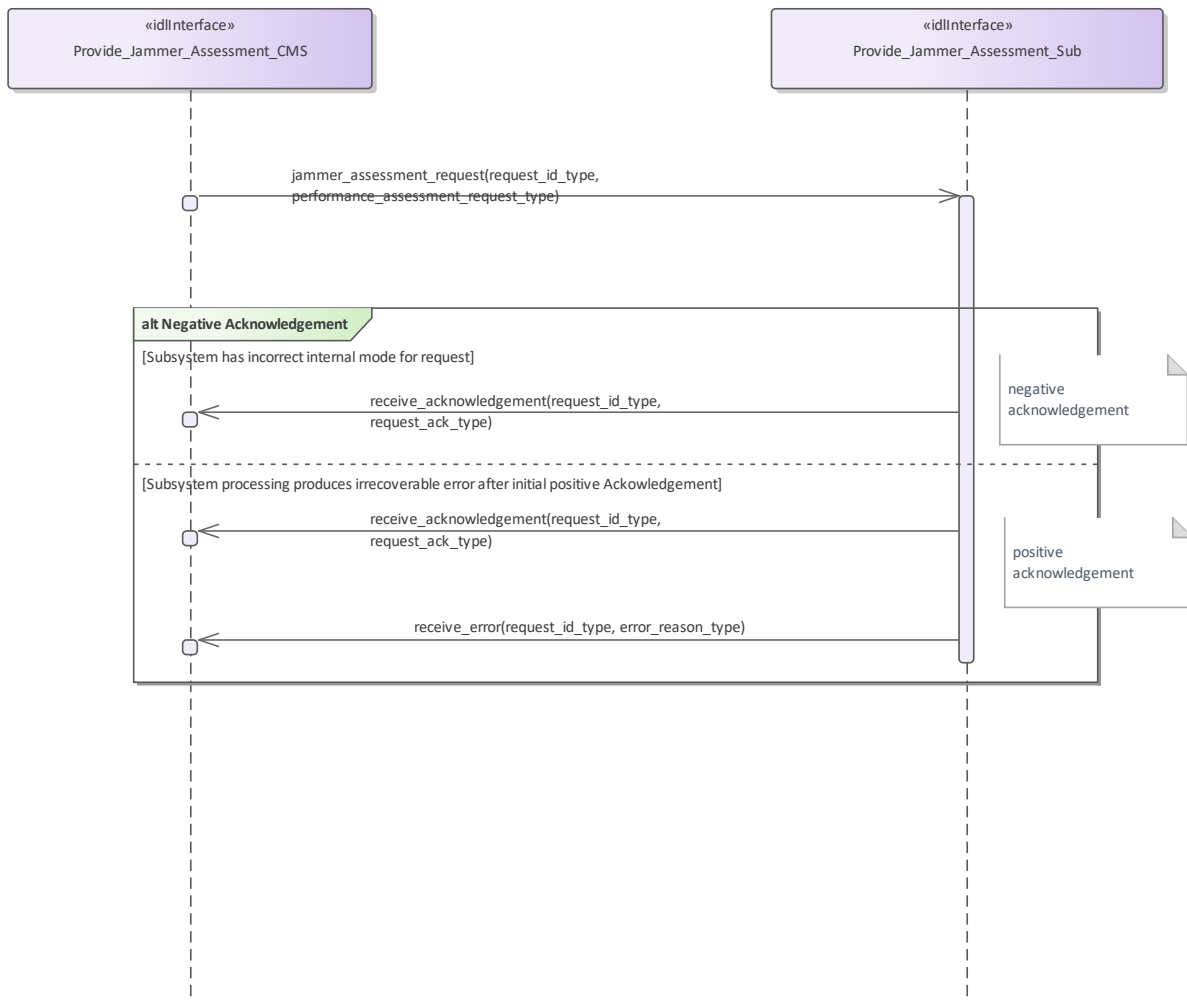 «idlInterface»
Provide_Jammer_Assessment_CMS
«idlInterface»
Provide_Jammer_Assessment_Sub
jammer_assessment_request(request_id_type,
performance_assessment_request_type)
alt Negative Acknowledgement
[Subsystem has incorrect internal mode for request]
receive_acknowledgement(request_id_type,
request_ack_type)
negative
acknowledgement
[Subsystem processing produces irrecoverable error after initial positive Ackowledgement]
receive_acknowledgement(request_id_type,
request_ack_type)
positive
acknowledgement
receive_error(request_id_type, error_reason_type)